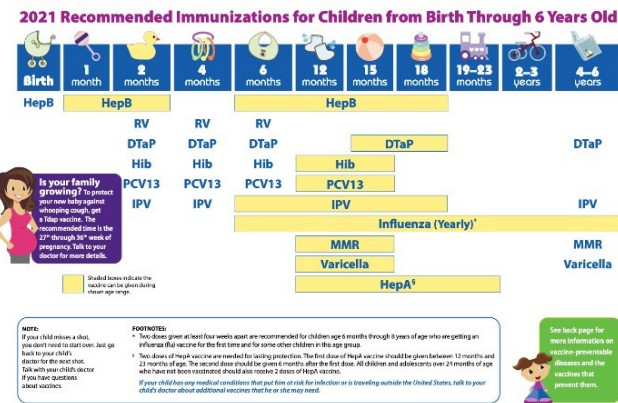 2021 Recommended Immunizations for Children from Birth Through 6 Years Old
Birth
1 month
2 months
4 months
6 months
12 months
15 months
18 months
19–23 months
2–3 years
4–6 years
HepB HepB HepB
RV RV RV
DTaP DTaP DTaP DTaP DTaP
Hib Hib Hib Hib
PCV13 PCV13 PCV13 PCV13
IPV IPV IPV IPV
Influenza (Yearly)*
MMR MMR
Varicella Varicella
HepA§
Is your family
growing? To protect
your new baby against
whooping cough, get
a Tdap vaccine. The
recommended time is the
27th through 36th week of
pregnancy. Talk to your
doctor for more details.
Shaded boxes indicate the
vaccine can be given during
shown age range.
NOTE:
If your child misses a shot,
you don't need to start over. Just go
back to your child's
doctor for the next shot.
Talk with your child's doctor
if you have questions
about vaccines.
FOOTNOTES:
* Two doses given at least four weeks apart are recommended for children age 6 months through 8 years of age who are getting an
influenza (flu) vaccine for the first time and for some other children in this age group.
Two doses of HepA vaccine are needed for lasting protection. The first dose of HepA vaccine should be given between 12 months and
23 months of age. The second dose should be given 6 months after the first dose. All children and adolescents over 24 months of age
who have not been vaccinated should also receive 2 doses of HepA vaccine.
If your child has any medical conditions that put him at risk for infection or is traveling outside the United States, talk to your
child's doctor about additional vaccines that he or she may need.
See back page for
more information on
vaccine-preventable
diseases and the
vaccines that
prevent them.